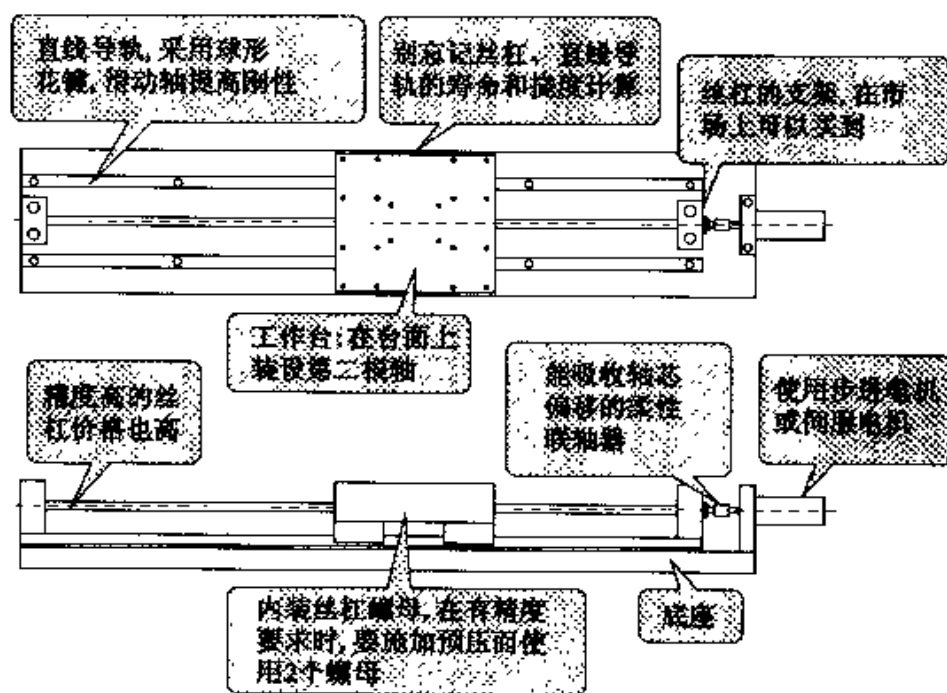 直线导轨,采用球形
花键,滑动轴提高刚性
别忘记丝杠、直线导
轨的寿命和挠度计算
丝杠的支架,在市
场上可以买到
工作台:在台面上
装设第二根轴
精度高的丝
杠价格也高
能吸收轴芯
偏移的柔性
联轴器
使用步进电机
或伺服电机
内装丝杠螺母,在有精度
要求时,要施加预压而使
用2个螺母
底座